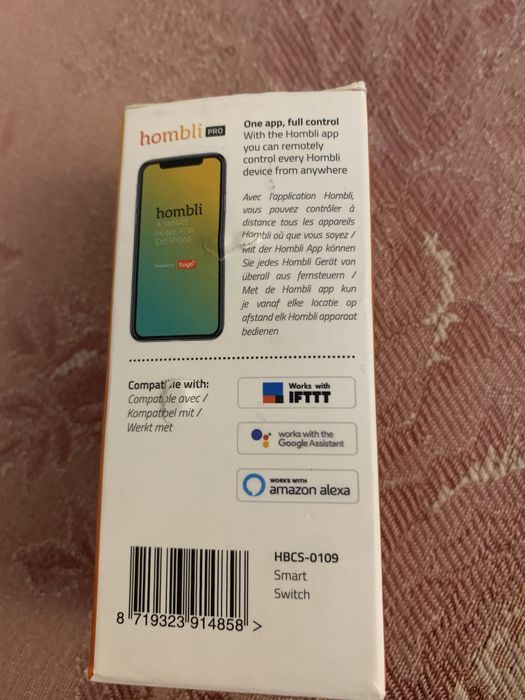 hombli PRO
hombli
A SMART
HOME FOR
EVERYONE
Powered by tuya
One app, full control
With the Hombli app
you can remotely
control every Hombli
device from anywhere
Avec l'application Hombli,
vous pouvez contrôler à
distance tous les appareils
Hombli où que vous soyez /
Mit der Hombli App können
Sie jedes Hombli Gerät von
überall aus fernsteuern /
Met de Hombli app kun
je vanaf elke locatie op
afstand elk Hombli apparaat
bedienen
Compatible with:
Compatible avec /
Kompatibel mit /
Werkt met
Works with
IFTTT
works with the
Google Assistant
WORKS WITH
amazon alexa
HBCS-0109
Smart
Switch
8 719323 914858 >